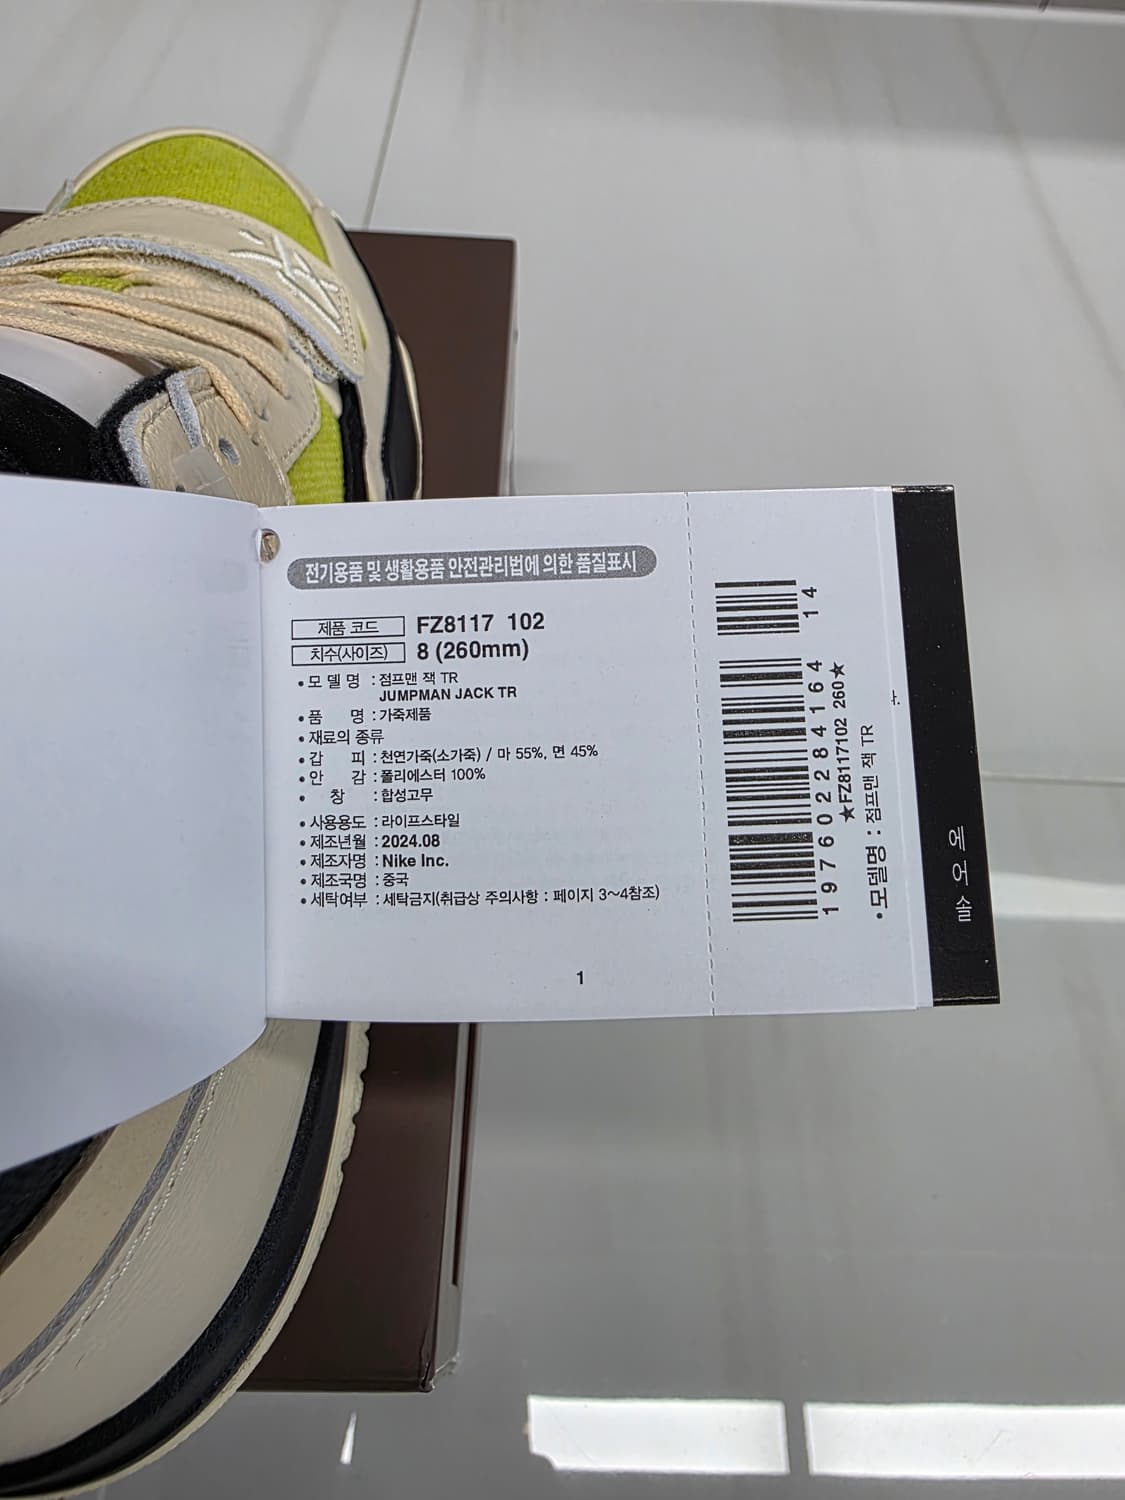 전기용품 및 생활용품 안전관리법에 의한 품질표시
제품 코드 FZ8117 102
치수(사이즈) 8 (260mm)
• 모 델 명 : 점프맨 잭 TR
JUMPMAN JACK TR
• 품 명 : 가죽제품
• 재료의 종류
• 갑 피 : 천연가죽(소가죽) / 마 55%, 면 45%
• 안 감 : 폴리에스터 100%
• 창 : 합성고무
• 사용용도 : 라이프스타일
• 제조년월 : 2024.08
• 제조자명 : Nike Inc.
• 제조국명 : 중국
• 세탁여부 : 세탁금지(취급상 주의사항 : 페이지 3~4참조)
1
197602284164 14
★FZ8117102 260★
• 모델명 : 점프맨 잭 TR
에어솔